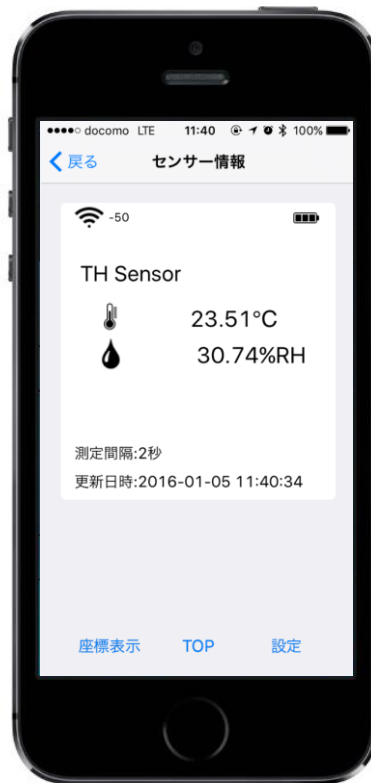 docomo LTE 11:40 100%
戻る センサー情報
-50
TH Sensor
23.51°C
30.74%RH
測定間隔:2秒
更新日時:2016-01-05 11:40:34
座標表示 TOP 設定